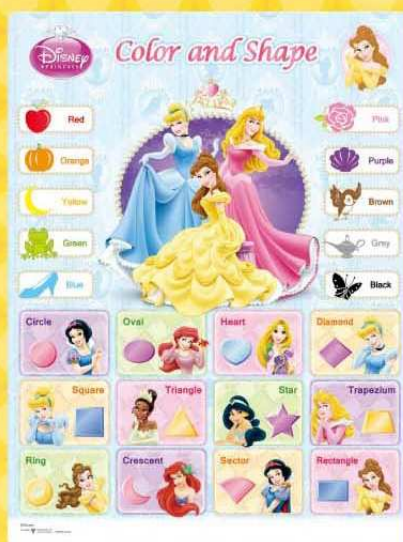 Disney
PRINCESS
Color and Shape
Red
Pink
Orange
Purple
Yellow
Brown
Green
Grey
Blue
Black
Circle
Oval
Heart
Diamond
Square
Triangle
Star
Trapezium
Ring
Crescent
Sector
Rectangle